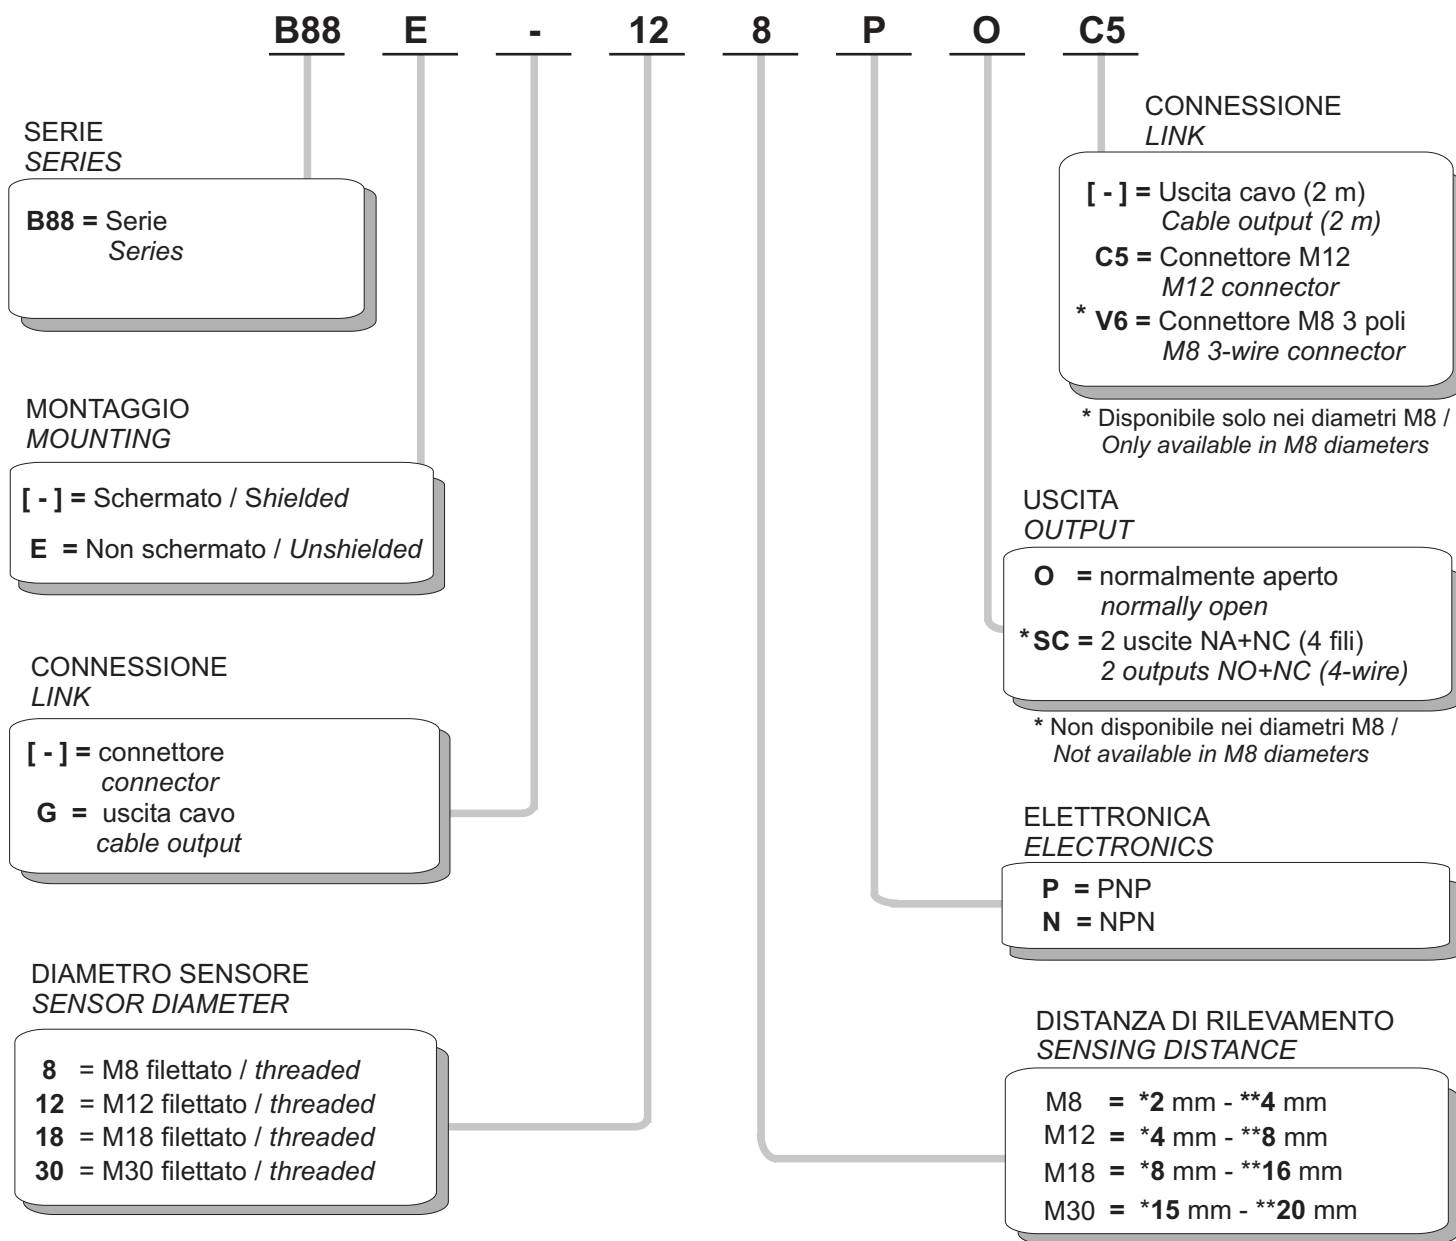 B88 E - 12 8 P O C5
SERIE
SERIES
B88 = Serie
Series
MONTAGGIO
MOUNTING
[ - ] = Schermato / Shielded
E = Non schermato / Unshielded
CONNESSIONE
LINK
[ - ] = connettore
connector
G = uscita cavo
cable output
DIAMETRO SENSORE
SENSOR DIAMETER
8 = M8 filettato / threaded
12 = M12 filettato / threaded
18 = M18 filettato / threaded
30 = M30 filettato / threaded
CONNESSIONE
LINK
[ - ] = Uscita cavo (2 m)
Cable output (2 m)
C5 = Connettore M12
M12 connector
* V6 = Connettore M8 3 poli
M8 3-wire connector
* Disponibile solo nei diametri M8 /
Only available in M8 diameters
USCITA
OUTPUT
O = normalmente aperto
normally open
*SC = 2 uscite NA+NC (4 fili)
2 outputs NO+NC (4-wire)
* Non disponibile nei diametri M8 /
Not available in M8 diameters
ELETTRONICA
ELECTRONICS
P = PNP
N = NPN
DISTANZA DI RILEVAMENTO
SENSING DISTANCE
M8 = *2 mm - **4 mm
M12 = *4 mm - **8 mm
M18 = *8 mm - **16 mm
M30 = *15 mm - **20 mm